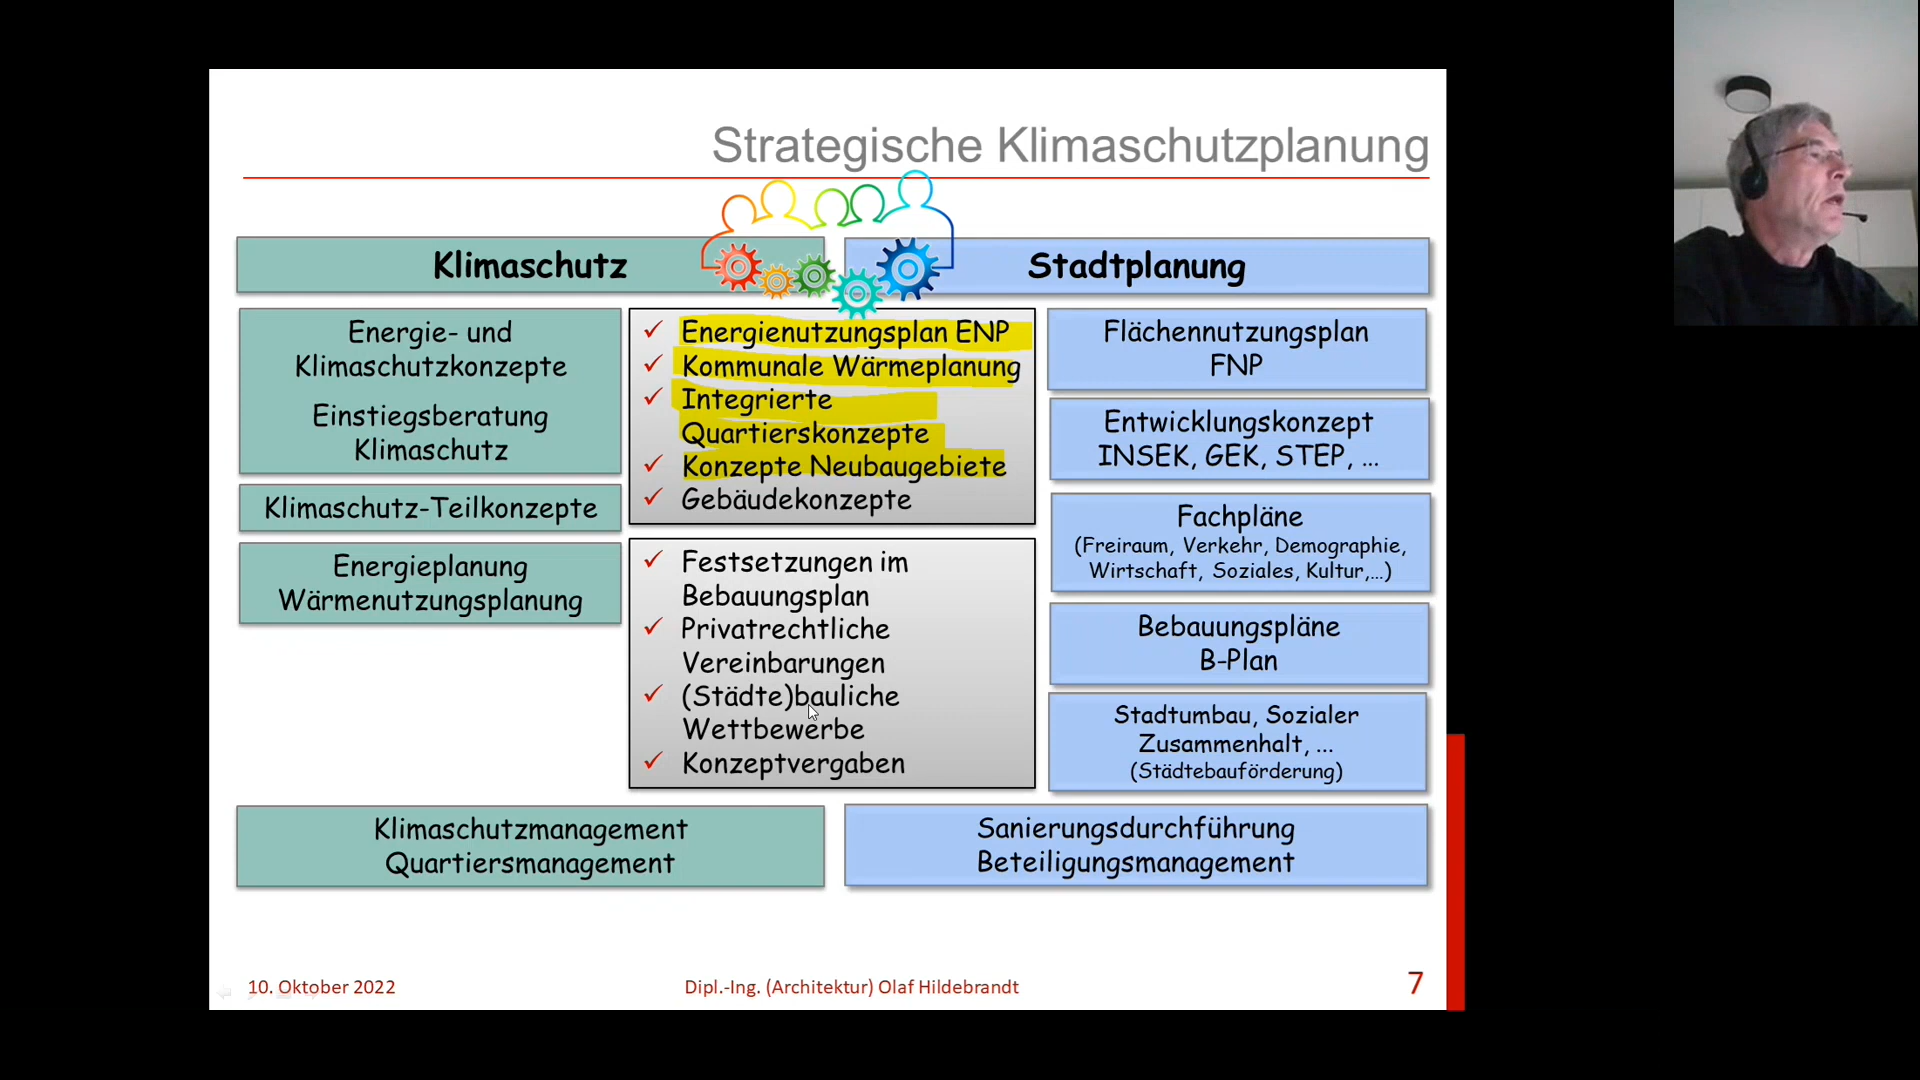 Strategische Klimaschutzplanung
Klimaschutz
Stadtplanung
Energie- und
Klimaschutzkonzepte
Einstiegsberatung
Klimaschutz
Klimaschutz-Teilkonzepte
Energieplanung
Wärmenutzungsplanung
✓ Energienutzungsplan ENP
✓ Kommunale Wärmeplanung
✓ Integrierte
Quartierskonzepte
✓ Konzepte Neubaugebiete
✓ Gebäudekonzepte
✓ Festsetzungen im
Bebauungsplan
✓ Privatrechtliche
Vereinbarungen
✓ (Städte)bauliche
Wettbewerbe
✓ Konzeptvergaben
Flächennutzungsplan
FNP
Entwicklungskonzept
INSEK, GEK, STEP, ...
Fachpläne
(Freiraum, Verkehr, Demographie,
Wirtschaft, Soziales, Kultur,...)
Bebauungspläne
B-Plan
Stadtumbau, Sozialer
Zusammenhalt, ...
(Städtebauförderung)
Klimaschutzmanagement
Quartiersmanagement
Sanierungsdurchführung
Beteiligungsmanagement
10. Oktober 2022
Dipl.-Ing. (Architektur) Olaf Hildebrandt
7